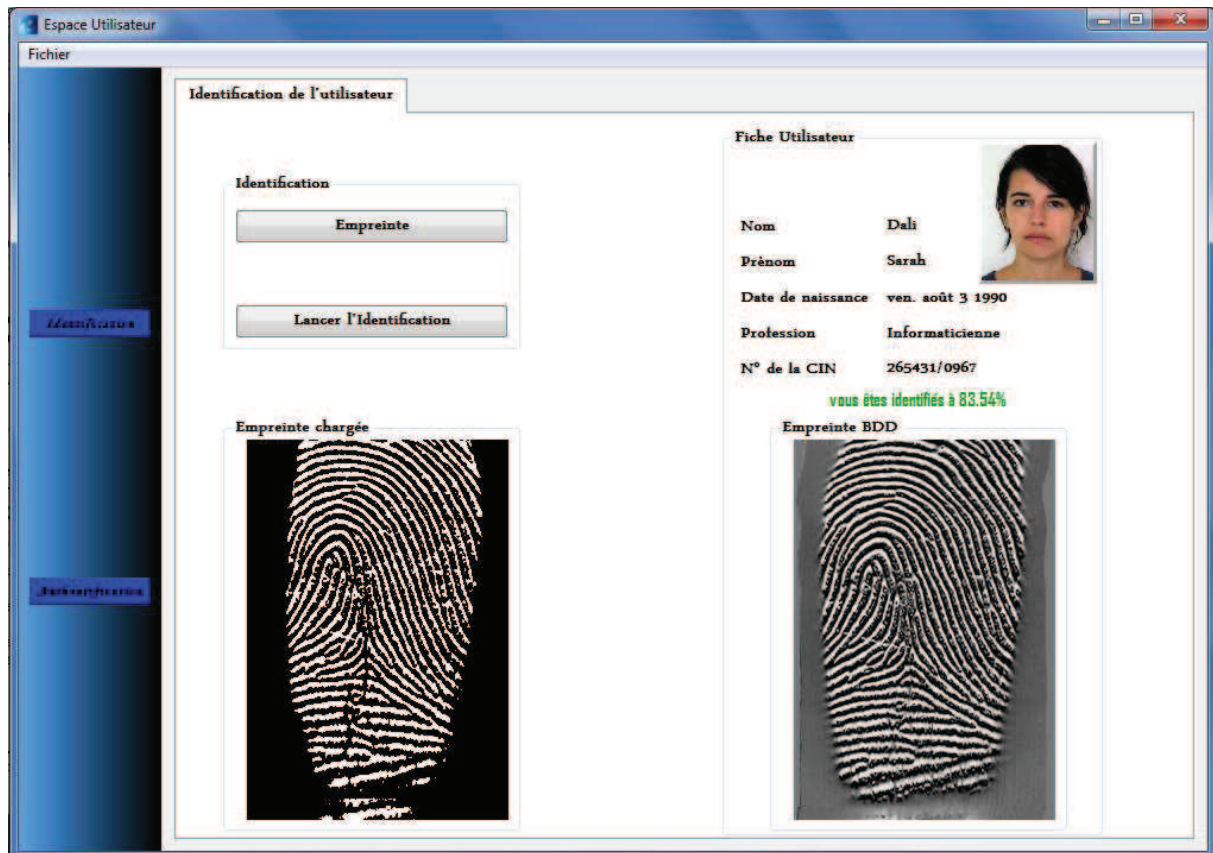 Espace Utilisateur
Fichier
Identification de l'utilisateur
Identification
Empreinte
Lancer l'Identification
Identification
Authentification
Fiche Utilisateur
Nom Dali
Prènom Sarah
Date de naissance ven. août 3 1990
Profession Informaticienne
N° de la CIN 265431/0967
vous êtes identifiés à 83.54%
Empreinte chargée
Empreinte BDD